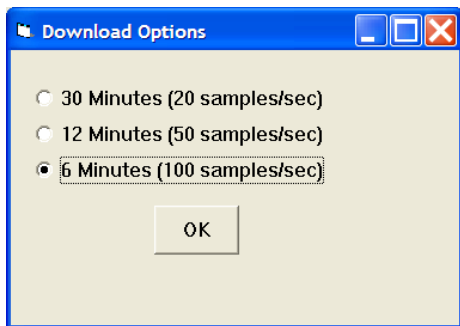 Download Options
30 Minutes (20 samples/sec)
12 Minutes (50 samples/sec)
6 Minutes (100 samples/sec)
OK